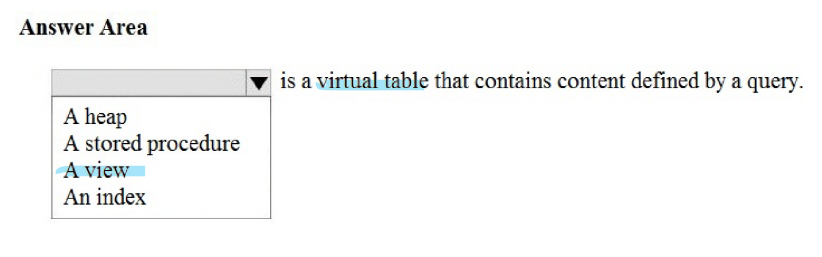 Answer Area
is a virtual table that contains content defined by a query.
A heap
A stored procedure
A view
An index